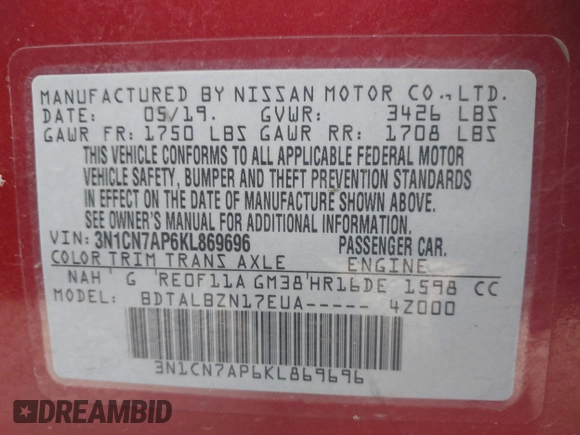 MANUFACTURED BY NISSAN MOTOR CO.,LTD.
DATE: 05/19. GVWR: 3426 LBS
GAWR FR: 1750 LBS GAWR RR: 1708 LBS
THIS VEHICLE CONFORMS TO ALL APPLICABLE FEDERAL MOTOR
VEHICLE SAFETY, BUMPER AND THEFT PREVENTION STANDARDS
IN EFFECT ON THE DATE OF MANUFACTURE SHOWN ABOVE.
SEE OWNER'S MANUAL FOR ADDITIONAL INFORMATION.
VIN: 3N1CN7AP6KL869696 PASSENGER CAR.
COLOR TRIM TRANS AXLE ENGINE
NAH G RE0F11A GM38 HR16DE 1598 CC
MODEL BDTALBZN17EUA----- 4Z000
3N1CN7AP6KL869696
DREAMBID